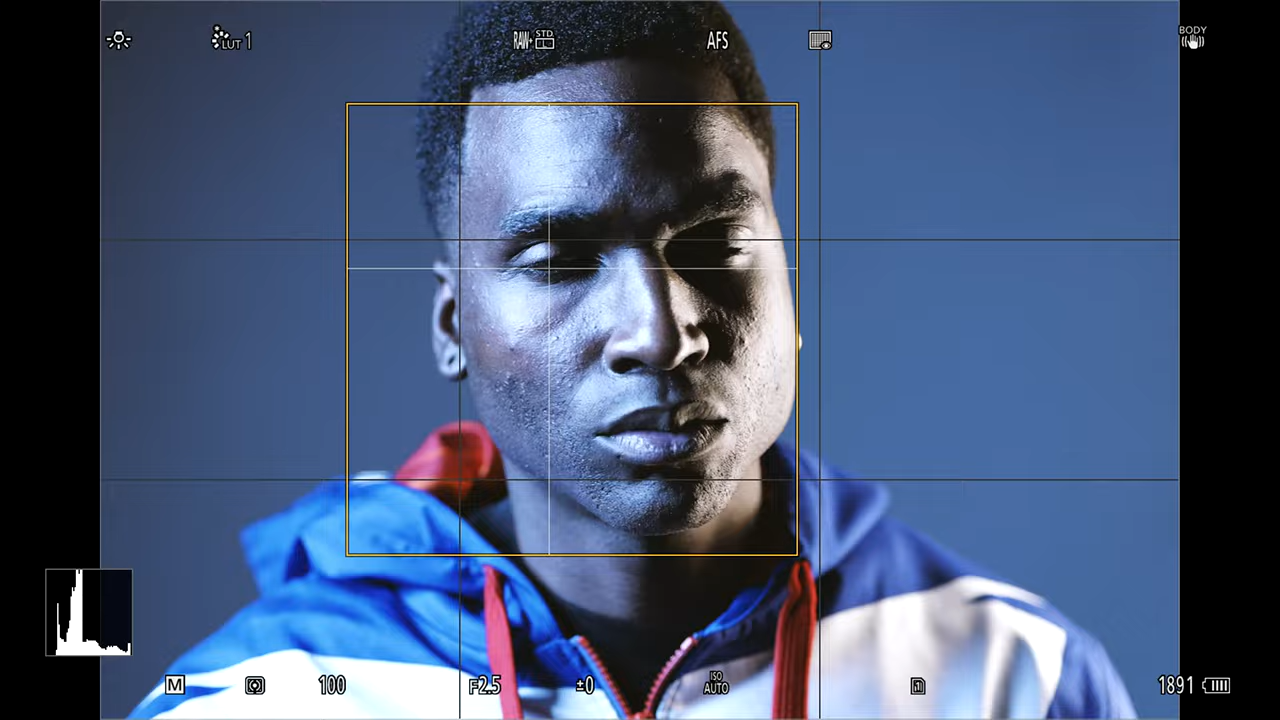 LUT 1
RAW+ STD L
AFS
BODY
M
100
F2.5
±0
ISO AUTO
1891